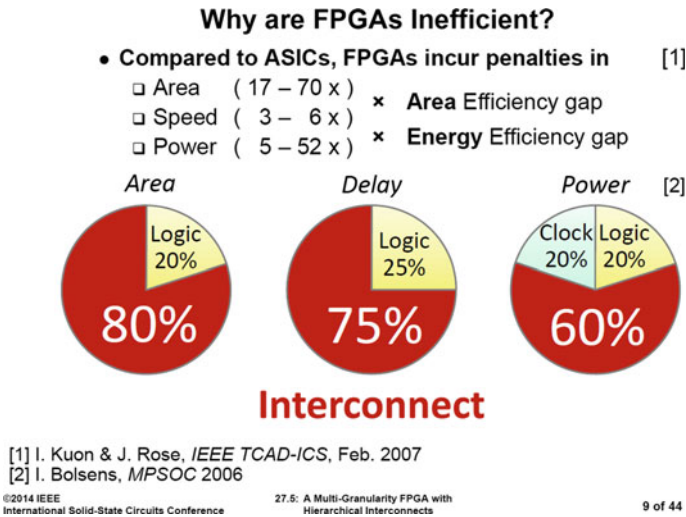 Why are FPGAs Inefficient?
• Compared to ASICs, FPGAs incur penalties in [1]
❑ Area ( 17 – 70 x )
❑ Speed ( 3 – 6 x )
❑ Power ( 5 – 52 x )
× Area Efficiency gap
× Energy Efficiency gap
Area Delay Power [2]
Logic
20%
80%
Logic
25%
75%
Clock
20%
Logic
20%
60%
Interconnect
[1] I. Kuon & J. Rose, IEEE TCAD-ICS, Feb. 2007
[2] I. Bolsens, MPSOC 2006
©2014 IEEE
International Solid-State Circuits Conference
27.5: A Multi-Granularity FPGA with
Hierarchical Interconnects
9 of 44